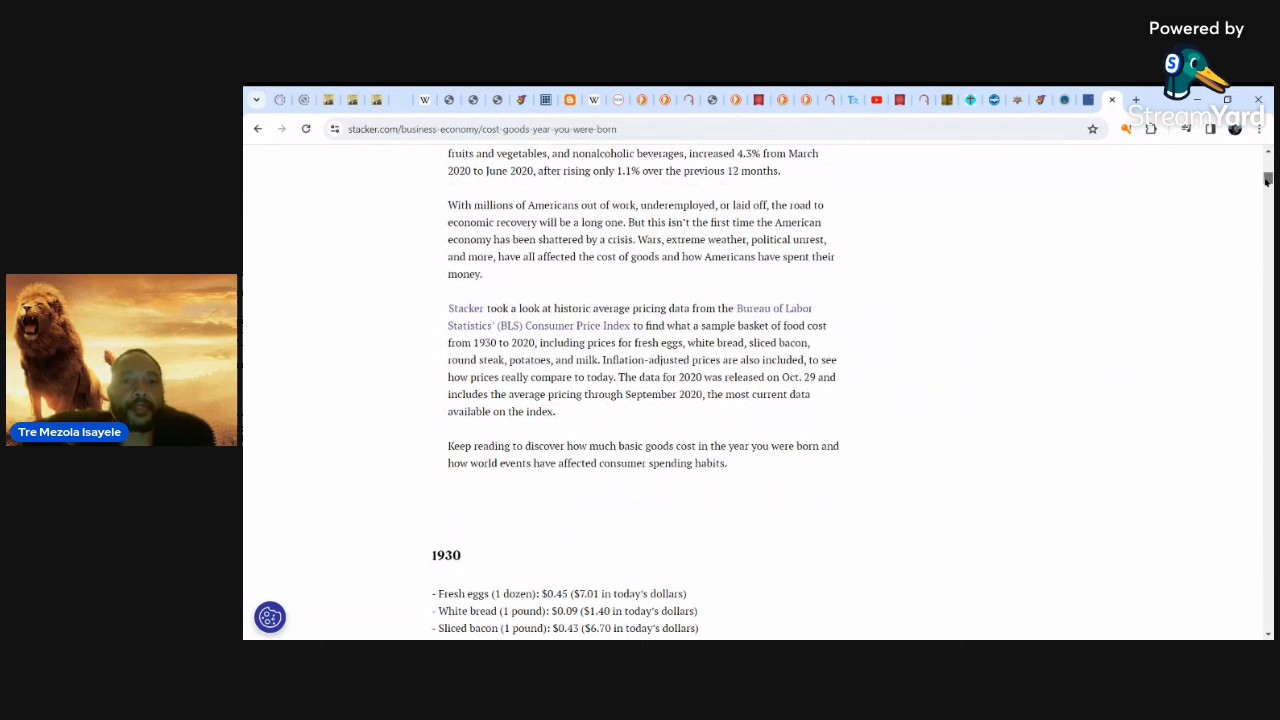 Powered by
S
StreamYard
W
W
Tx
stacker.com/business-economy/cost-goods-year-you-were-born
fruits and vegetables, and nonalcoholic beverages, increased 4.3% from March
2020 to June 2020, after rising only 1.1% over the previous 12 months.
With millions of Americans out of work, underemployed, or laid off, the road to
economic recovery will be a long one. But this isn't the first time the American
economy has been shattered by a crisis. Wars, extreme weather, political unrest,
and more, have all affected the cost of goods and how Americans have spent their
money.
Stacker took a look at historic average pricing data from the Bureau of Labor
Statistics' (BLS) Consumer Price Index to find what a sample basket of food cost
from 1930 to 2020, including prices for fresh eggs, white bread, sliced bacon,
round steak, potatoes, and milk. Inflation-adjusted prices are also included, to see
how prices really compare to today. The data for 2020 was released on Oct. 29 and
includes the average pricing through September 2020, the most current data
available on the index.
Keep reading to discover how much basic goods cost in the year you were born and
how world events have affected consumer spending habits.
1930
- Fresh eggs (1 dozen): $0.45 ($7.01 in today's dollars)
- White bread (1 pound): $0.09 ($1.40 in today's dollars)
- Sliced bacon (1 pound): $0.43 ($6.70 in today's dollars)
Tre Mezola Isayele